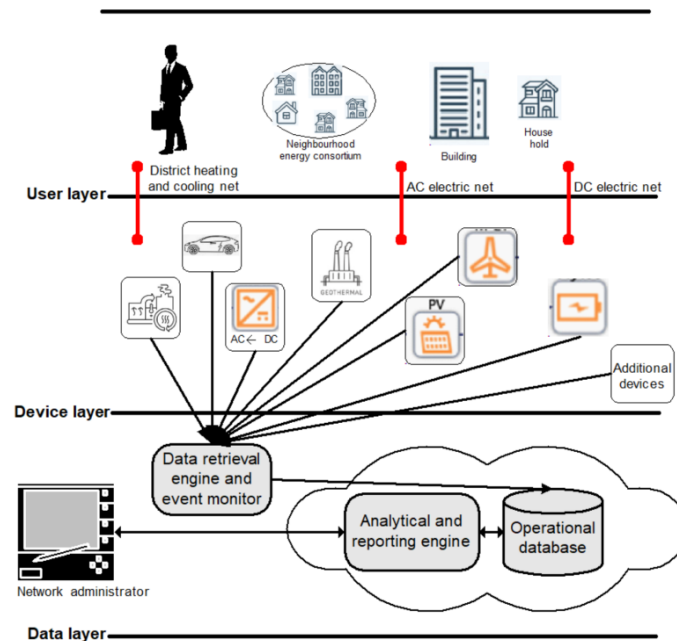 Neighbourhood
energy consortium
Building
House
hold
District heating
and cooling net
AC electric net
DC electric net
User layer
GEOTHERMAL
PV
AC← DC
Additional
devices
Device layer
Data retrieval
engine and
event monitor
Analytical and
reporting engine
Operational
database
Network administrator
Data layer